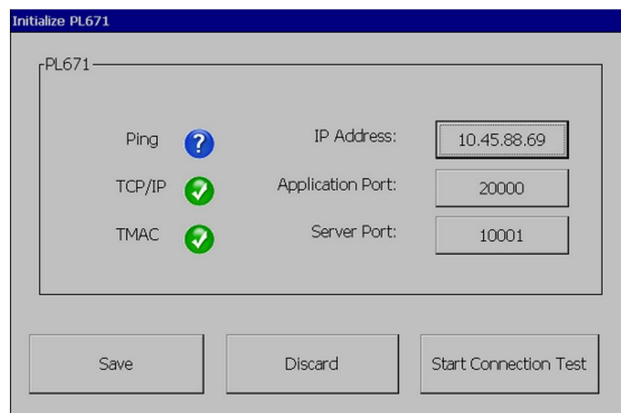 Initialize PL671
PL671
Ping
IP Address:
10.45.88.69
TCP/IP
Application Port:
20000
TMAC
Server Port:
10001
Save
Discard
Start Connection Test